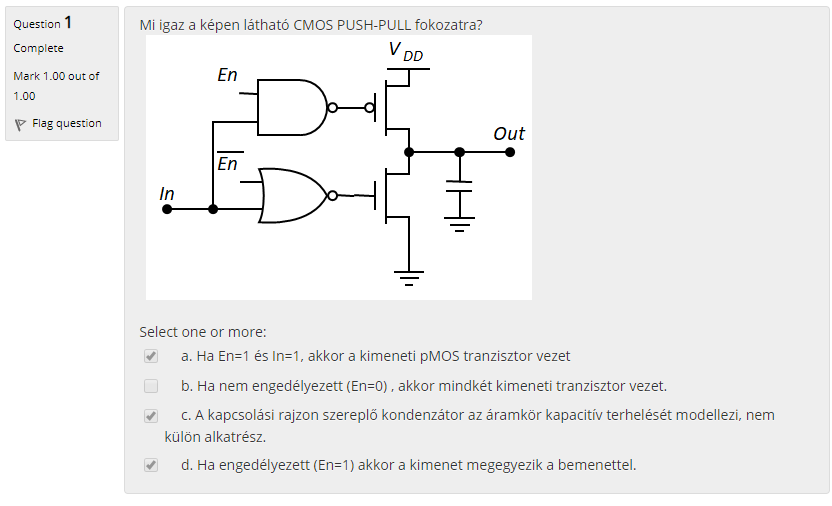 Question 1
Complete
Mark 1.00 out of
1.00
Flag question
Mi igaz a képen látható CMOS PUSH-PULL fokozatra?
V DD
En
Out
En
In
Select one or more:
a. Ha En=1 és In=1, akkor a kimeneti pMOS tranzisztor vezet
b. Ha nem engedélyezett (En=0) , akkor mindkét kimeneti tranzisztor vezet.
c. A kapcsolási rajzon szereplő kondenzátor az áramkör kapacitív terhelését modellezi, nem
külön alkatrész.
d. Ha engedélyezett (En=1) akkor a kimenet megegyezik a bemenettel.